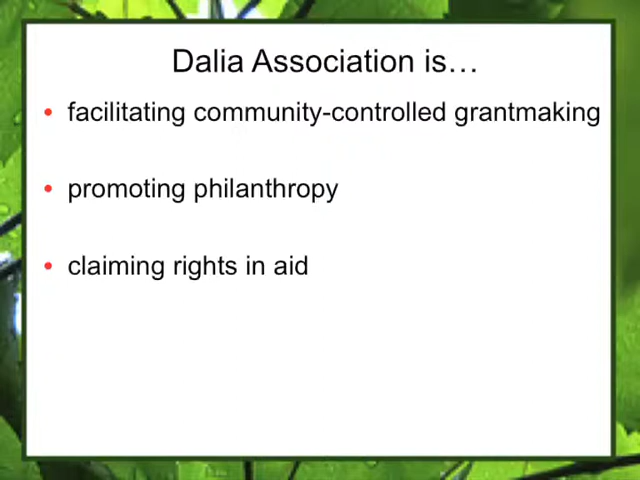 Dalia Association is…
• facilitating community-controlled grantmaking
• promoting philanthropy
• claiming rights in aid